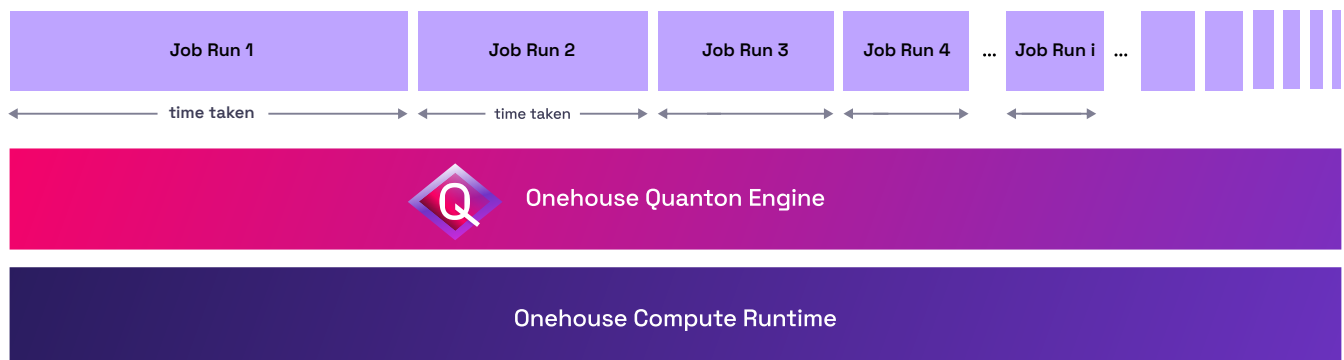 Job Run 1
Job Run 2
Job Run 3
Job Run 4
...
Job Run i
...
time taken
time taken
Q
Onehouse Quanton Engine
Onehouse Compute Runtime